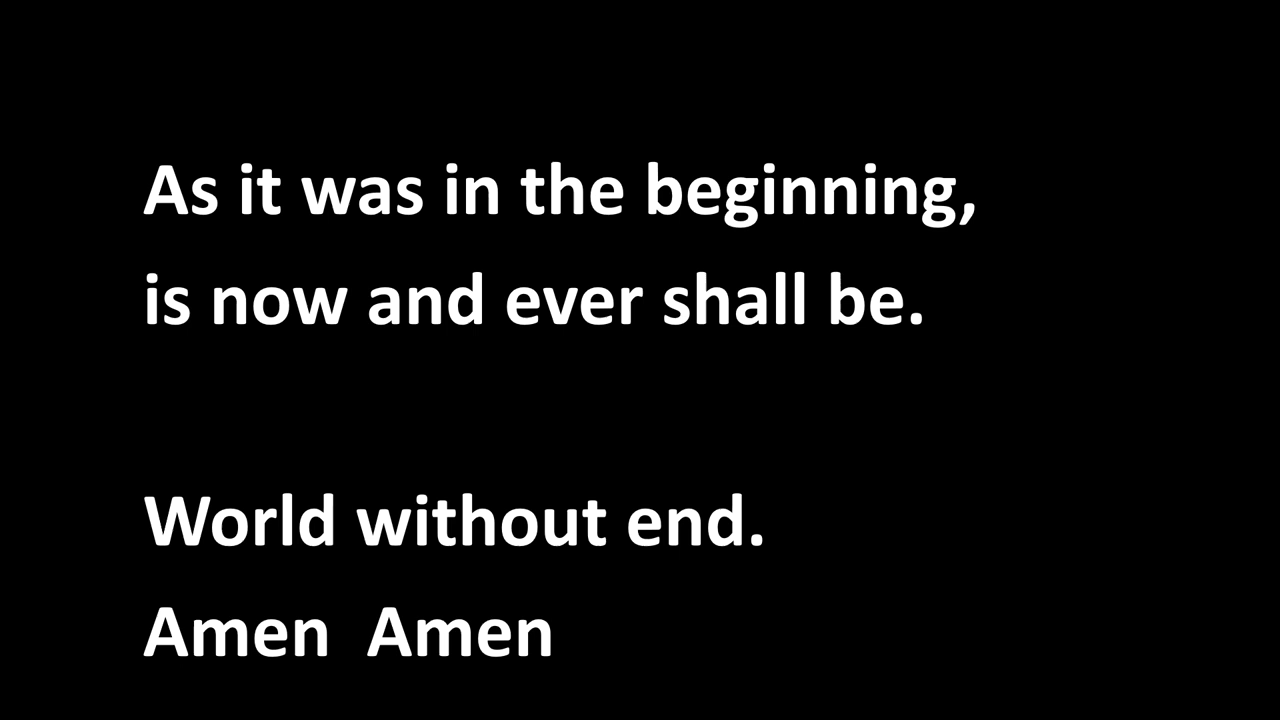 As it was in the beginning,
is now and ever shall be.
World without end.
Amen  Amen